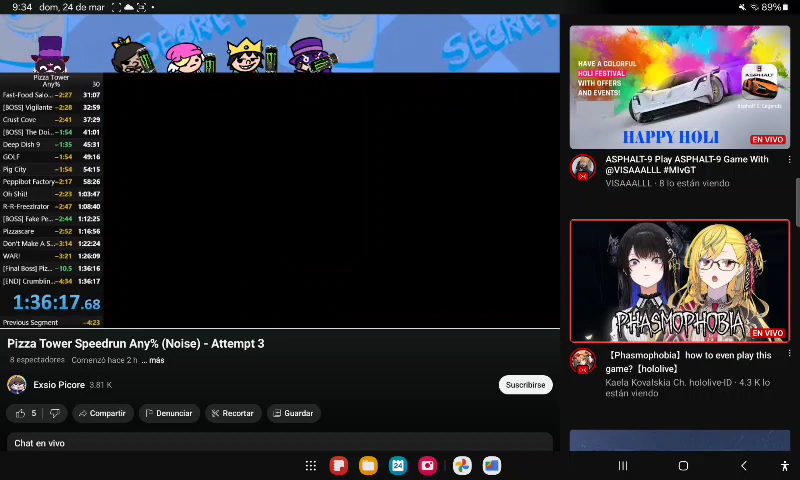 9:34 dom, 24 de mar
89%
SECRET
SECRE
Pizza Tower
Any% 30
Fast-Food Salo... −2:27 31:07
[BOSS] Vigilante −2:28 32:59
Crust Cove −2:41 37:29
[BOSS] The Doi... −1:54 41:01
Deep Dish 9 −1:35 45:31
GOLF −1:54 49:16
Pig City −1:54 54:15
Peppibot Factory −2:17 58:26
Oh Shit! −2:23 1:03:47
R-R-Freezirator −2:47 1:08:40
[BOSS] Fake Pe... −2:44 1:12:25
Pizzascare −2:52 1:16:56
Don't Make A S... −3:14 1:22:24
WAR! −3:21 1:26:09
[Final Boss] Piz... −10.5 1:36:16
[END] Crumblin... −4:34 1:36:17
1:36:17.68
Previous Segment −4:23
Pizza Tower Speedrun Any% (Noise) - Attempt 3
8 espectadores Comenzó hace 2 h ...más
Exsio Picore 3.81 K
Suscribirse
5 Compartir Denunciar Recortar Guardar
Chat en vivo
HAVE A COLORFUL
HOLI FESTIVAL
WITH OFFERS
AND EVENTS!
Asphalt 9: Legends
HAPPY HOLI
EN VIVO
ASPHALT-9 Play ASPHALT-9 Game With
@VISAAALLL #MIvGT
VISAAALLL · 8 lo están viendo
PHASMOPHOBIA
EN VIVO
【Phasmophobia】how to even play this
game?【hololive】
Kaela Kovalskia Ch. hololive-ID · 4.3 K lo
están viendo
24